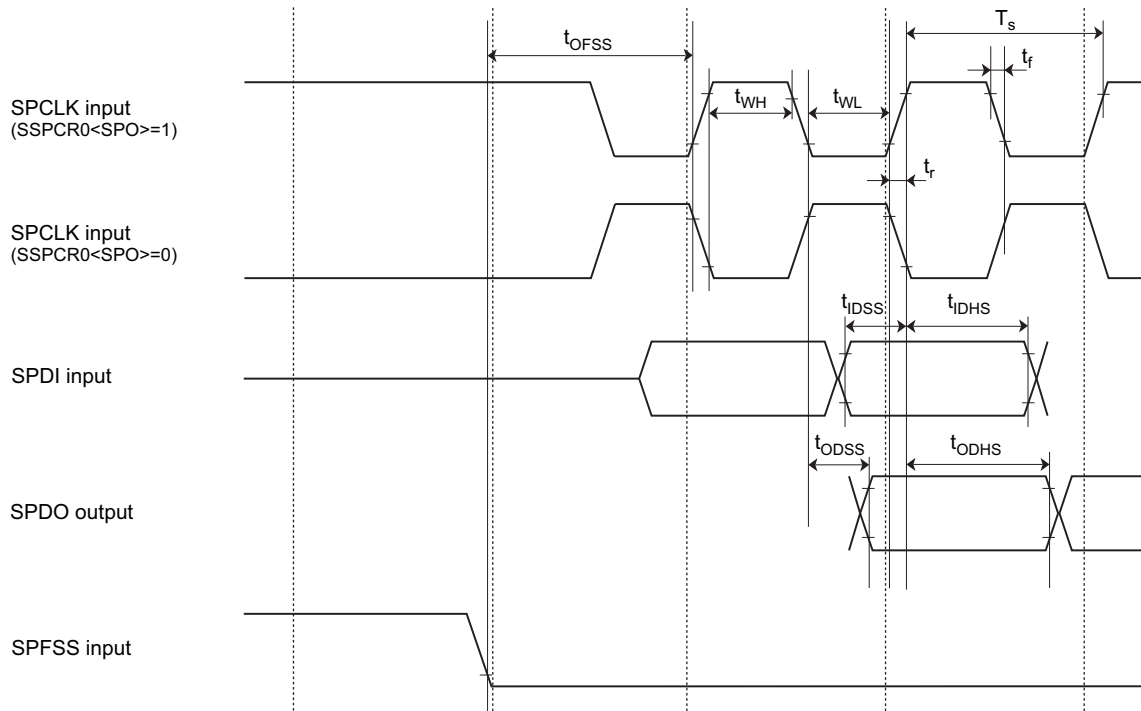 T_s
t_OFSS
t_f
SPCLK input
(SSPCR0<SPO>=1)
t_WH
t_WL
t_r
SPCLK input
(SSPCR0<SPO>=0)
t_IDSS
t_IDHS
SPDI input
t_ODSS
t_ODHS
SPDO output
SPFSS input